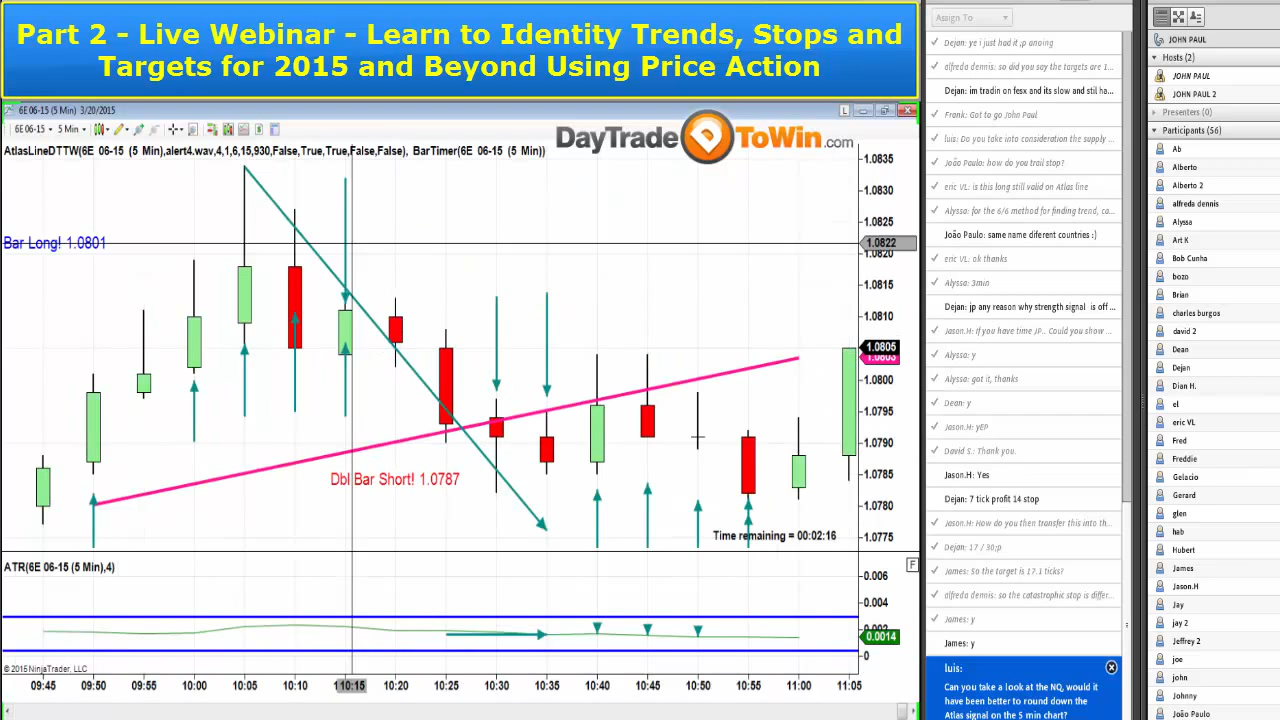 Part 2 - Live Webinar - Learn to Identity Trends, Stops and
Targets for 2015 and Beyond Using Price Action
6E 06-15 (5 Min) 3/20/2015
L
6E 06-15
5 Min
DayTrade ToWin.com
AtlasLineDTTW(6E 06-15 (5 Min),alert4.wav,4,1,6,15,930,False,True,True,False,False), BarTimer(6E 06-15 (5 Min))
Bar Long! 1.0801
Dbl Bar Short! 1.0787
Time remaining = 00:02:16
1.0835
1.0830
1.0825
1.0822
1.0820
1.0815
1.0810
1.0805
1.0803
1.0800
1.0795
1.0790
1.0785
1.0780
1.0775
ATR(6E 06-15 (5 Min),4)
F
0.006
0.004
0.002
0.0014
0
© 2015 NinjaTrader, LLC
09:45
09:50
09:55
10:00
10:05
10:10
10:15
10:20
10:25
10:30
10:35
10:40
10:45
10:50
10:55
11:00
11:05
Assign To
Dejan: ye i just had it ;p anoing
alfreda dennis: so did you say the targets are 1...
Dejan: im tradin on fesx and its slow and stil ha...
Frank: Got to go John Paul
luis: Do you take into consideration the supply ...
João Paulo: how do you trail stop?
eric VL: is this long still valid on Atlas line
Alyssa: for the 6/6 method for finding trend, ca...
João Paulo: same name diferent countries :)
eric VL: ok thanks
Alyssa: 3min
Dejan: jp any reason why strength signal is off ...
Jason.H: If you have time JP.. Could you show ...
Alyssa: y
Alyssa: got it, thanks
Dean: y
Jason.H: yEP
David S.: Thank you.
Jason.H: Yes
Dejan: 7 tick profit 14 stop
Jason.H: How do you then transfer this into th...
Dejan: 17 / 30;p
James: So the target is 17.1 ticks?
alfreda dennis: so the catastrophic stop is differ...
James: y
James: y
luis:
Can you take a look at the NQ, would it
have been better to round down the
Atlas signal on the 5 min chart?
JOHN PAUL
Hosts (2)
JOHN PAUL
JOHN PAUL 2
Presenters (0)
Participants (56)
Ab
Alberto
Alberto 2
alfreda dennis
Alyssa
Art K
Bob Cunha
bozo
Brian
charles burgos
david 2
Dean
Dejan
Dian H.
el
eric VL
Fred
Freddie
Gelacio
Gerard
glen
hab
Hubert
James
Jason.H
Jay
jay 2
Jeffrey 2
joe
john
Johnny
João Paulo